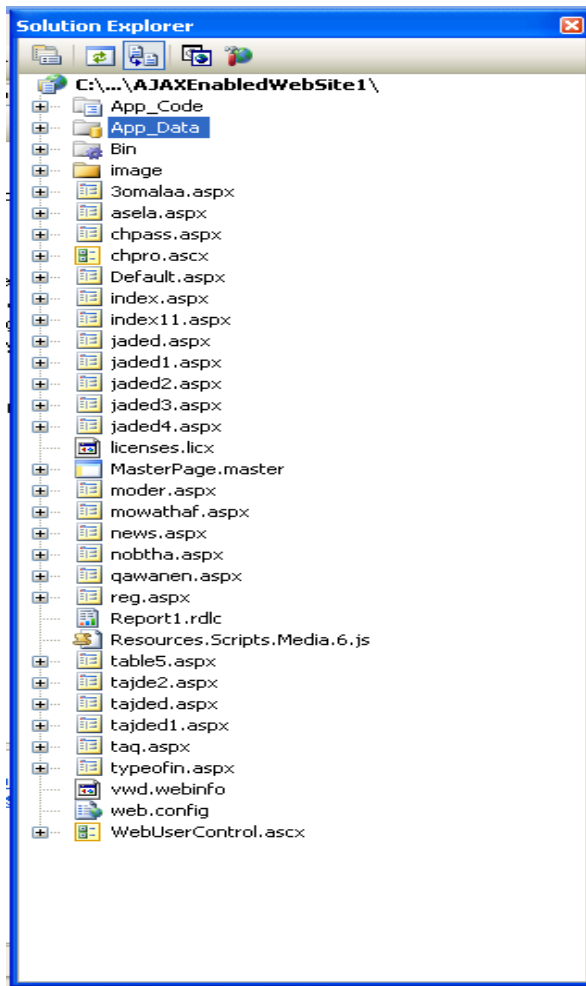 Solution Explorer
C:\...\AJAXEnabledWebSite1\
App_Code
App_Data
Bin
image
3omalaa.aspx
asela.aspx
chpass.aspx
chpro.ascx
Default.aspx
index.aspx
index11.aspx
jaded.aspx
jaded1.aspx
jaded2.aspx
jaded3.aspx
jaded4.aspx
licenses.licx
MasterPage.master
moder.aspx
mowathaf.aspx
news.aspx
nobtha.aspx
qawanen.aspx
reg.aspx
Report1.rdlc
Resources.Scripts.Media.6.js
table5.aspx
tajde2.aspx
tajded.aspx
tajded1.aspx
taq.aspx
typeofin.aspx
vwd.webinfo
web.config
WebUserControl.ascx